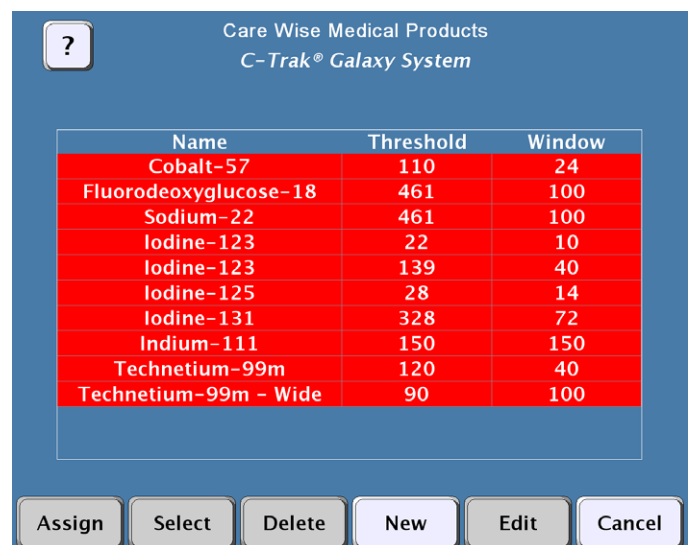 ?
Care Wise Medical Products
C-Trak® Galaxy System
Name Threshold Window
Cobalt-57 110 24
Fluorodeoxyglucose-18 461 100
Sodium-22 461 100
Iodine-123 22 10
Iodine-123 139 40
Iodine-125 28 14
Iodine-131 328 72
Indium-111 150 150
Technetium-99m 120 40
Technetium-99m - Wide 90 100
Assign Select Delete New Edit Cancel